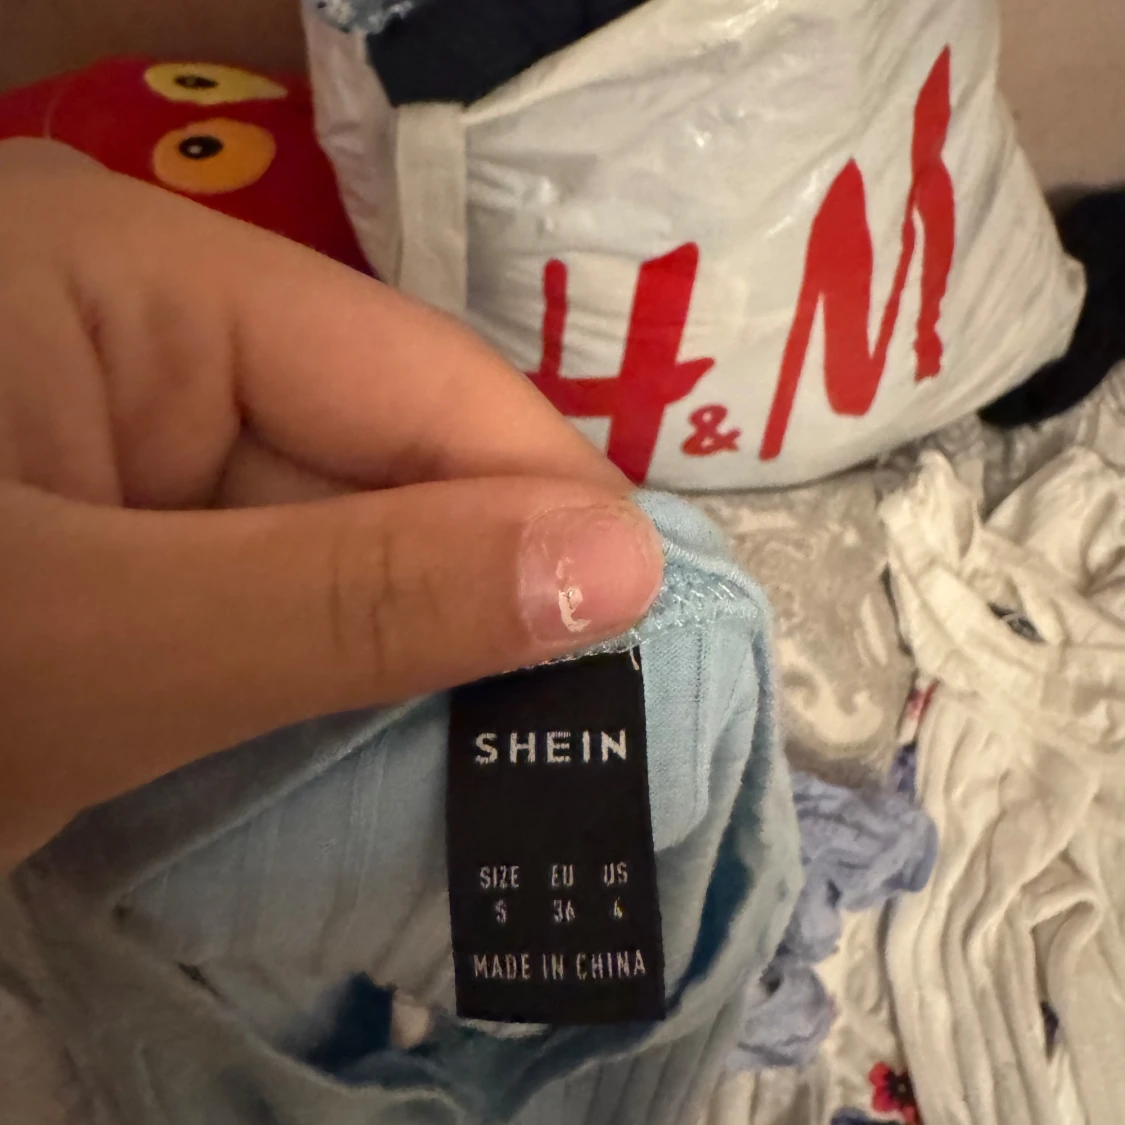 H&M
SHEIN
SIZE EU US
S 36 4
MADE IN CHINA